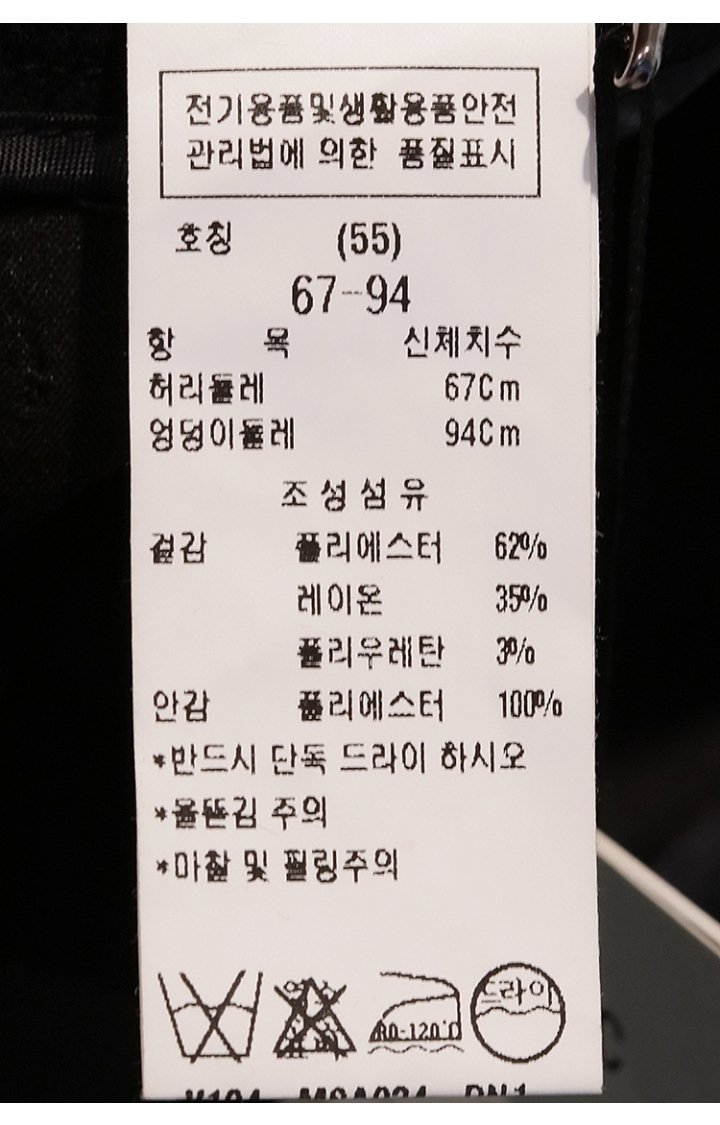 전기용품및생활용품안전
관리법에 의한 품질표시
호칭 (55)
67-94
항 목 신체치수
허리둘레 67Cm
엉덩이둘레 94Cm
조성섬유
겉감 폴리에스터 62%
레이온 35%
폴리우레탄 3%
안감 폴리에스터 100%
*반드시 단독 드라이 하시오
*올뜯김 주의
*마찰 및 필링주의
80-120℃ 드라이